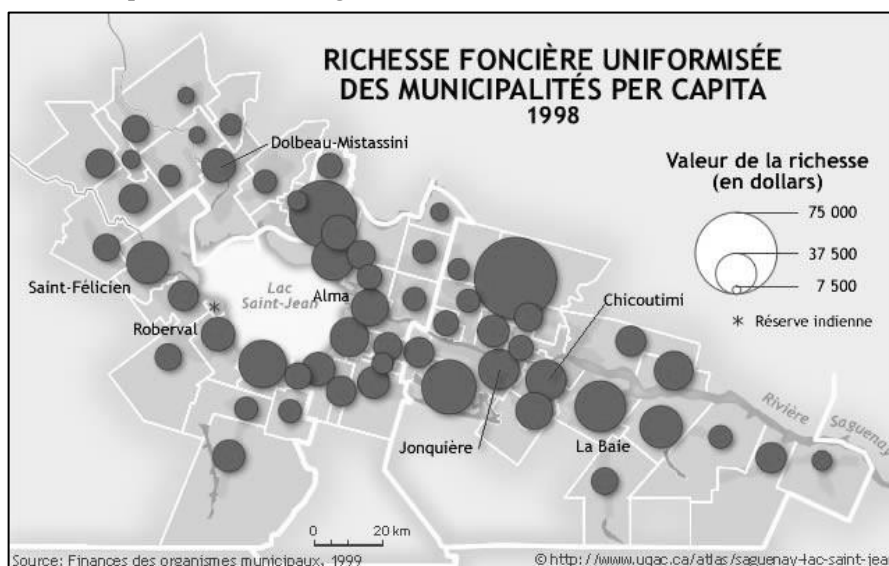 RICHESSE FONCIÈRE UNIFORMISÉE
DES MUNICIPALITÉS PER CAPITA
1998
Dolbeau-Mistassini
Valeur de la richesse
(en dollars)
75 000
37 500
7 500
* Réserve indienne
Saint-Félicien
Lac
Saint-Jean
Alma
Roberval
Chicoutimi
Jonquière
La Baie
Rivière
Saguenay
0 20 km
Source: Finances des organismes municipaux, 1999
©http://www.uqac.ca/atlas/saguenay-lac-saint-jean